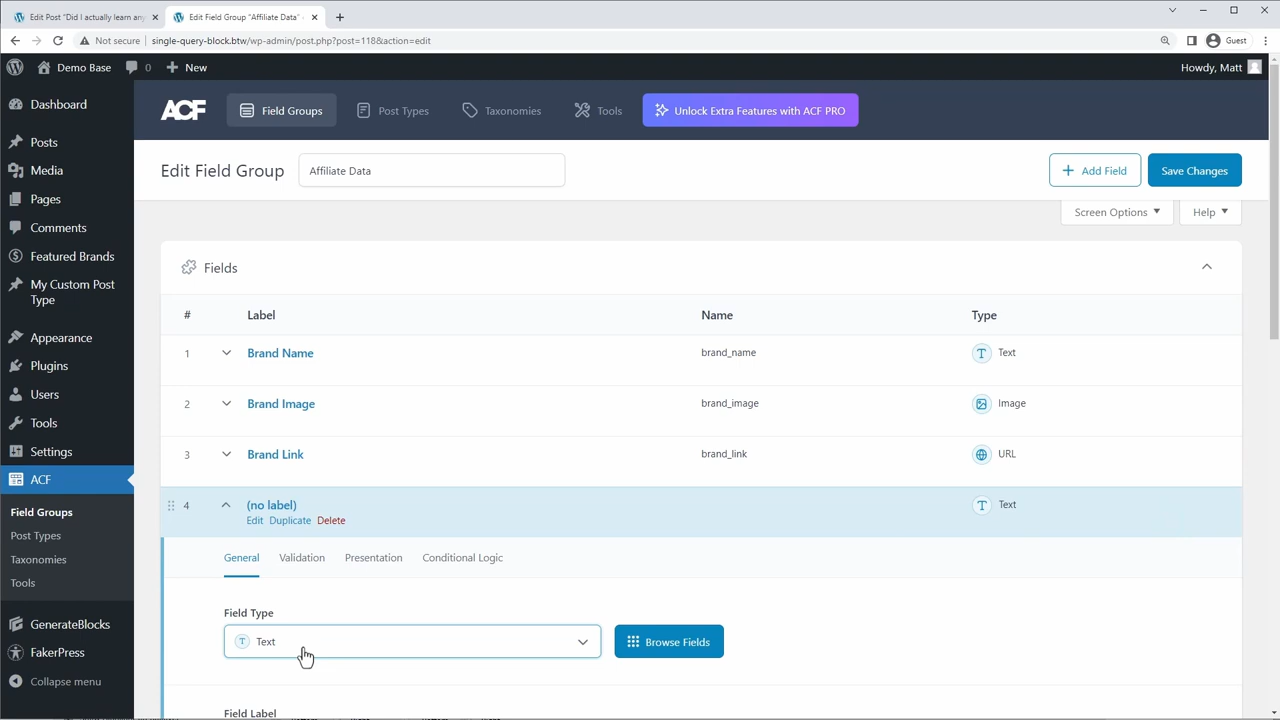 Edit Post "Did I actually learn any
Edit Field Group "Affiliate Data"
Not secure
single-query-block.btw/wp-admin/post.php?post=118&action=edit
Guest
Demo Base
0
New
Howdy, Matt
Dashboard
Posts
Media
Pages
Comments
Featured Brands
My Custom Post
Type
Appearance
Plugins
Users
Tools
Settings
ACF
Field Groups
Post Types
Taxonomies
Tools
GenerateBlocks
FakerPress
Collapse menu
ACF
Field Groups
Post Types
Taxonomies
Tools
Unlock Extra Features with ACF PRO
Edit Field Group
Affiliate Data
Add Field
Save Changes
Screen Options
Help
Fields
# Label Name Type
1 Brand Name brand_name Text
2 Brand Image brand_image Image
3 Brand Link brand_link URL
4 (no label) Text
Edit Duplicate Delete
General Validation Presentation Conditional Logic
Field Type
Text
Browse Fields
Field Label